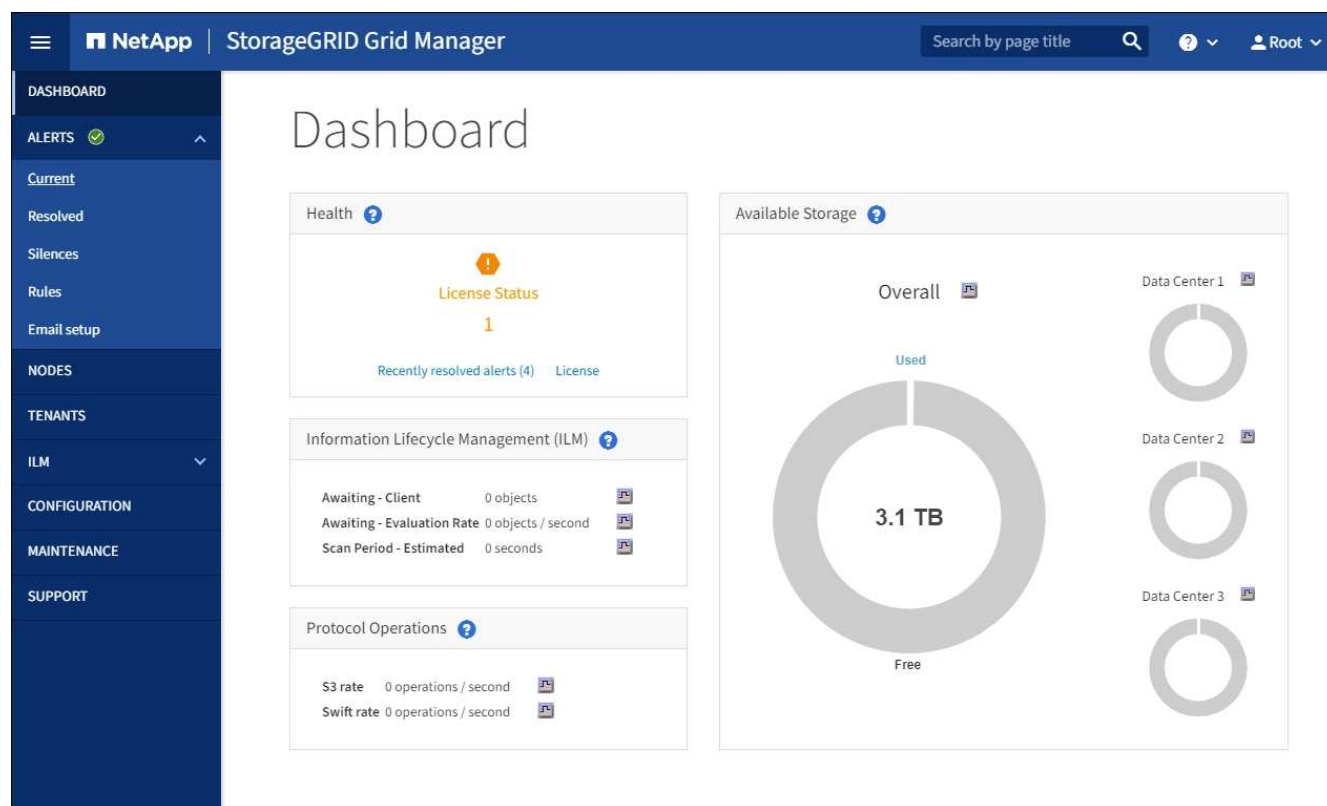 NetApp | StorageGRID Grid Manager
Search by page title
Root
DASHBOARD
ALERTS
Current
Resolved
Silences
Rules
Email setup
NODES
TENANTS
ILM
CONFIGURATION
MAINTENANCE
SUPPORT
Dashboard
Health
License Status
1
Recently resolved alerts (4) License
Information Lifecycle Management (ILM)
Awaiting - Client 0 objects
Awaiting - Evaluation Rate 0 objects / second
Scan Period - Estimated 0 seconds
Protocol Operations
S3 rate 0 operations / second
Swift rate 0 operations / second
Available Storage
Overall
Used
3.1 TB
Free
Data Center 1
Data Center 2
Data Center 3